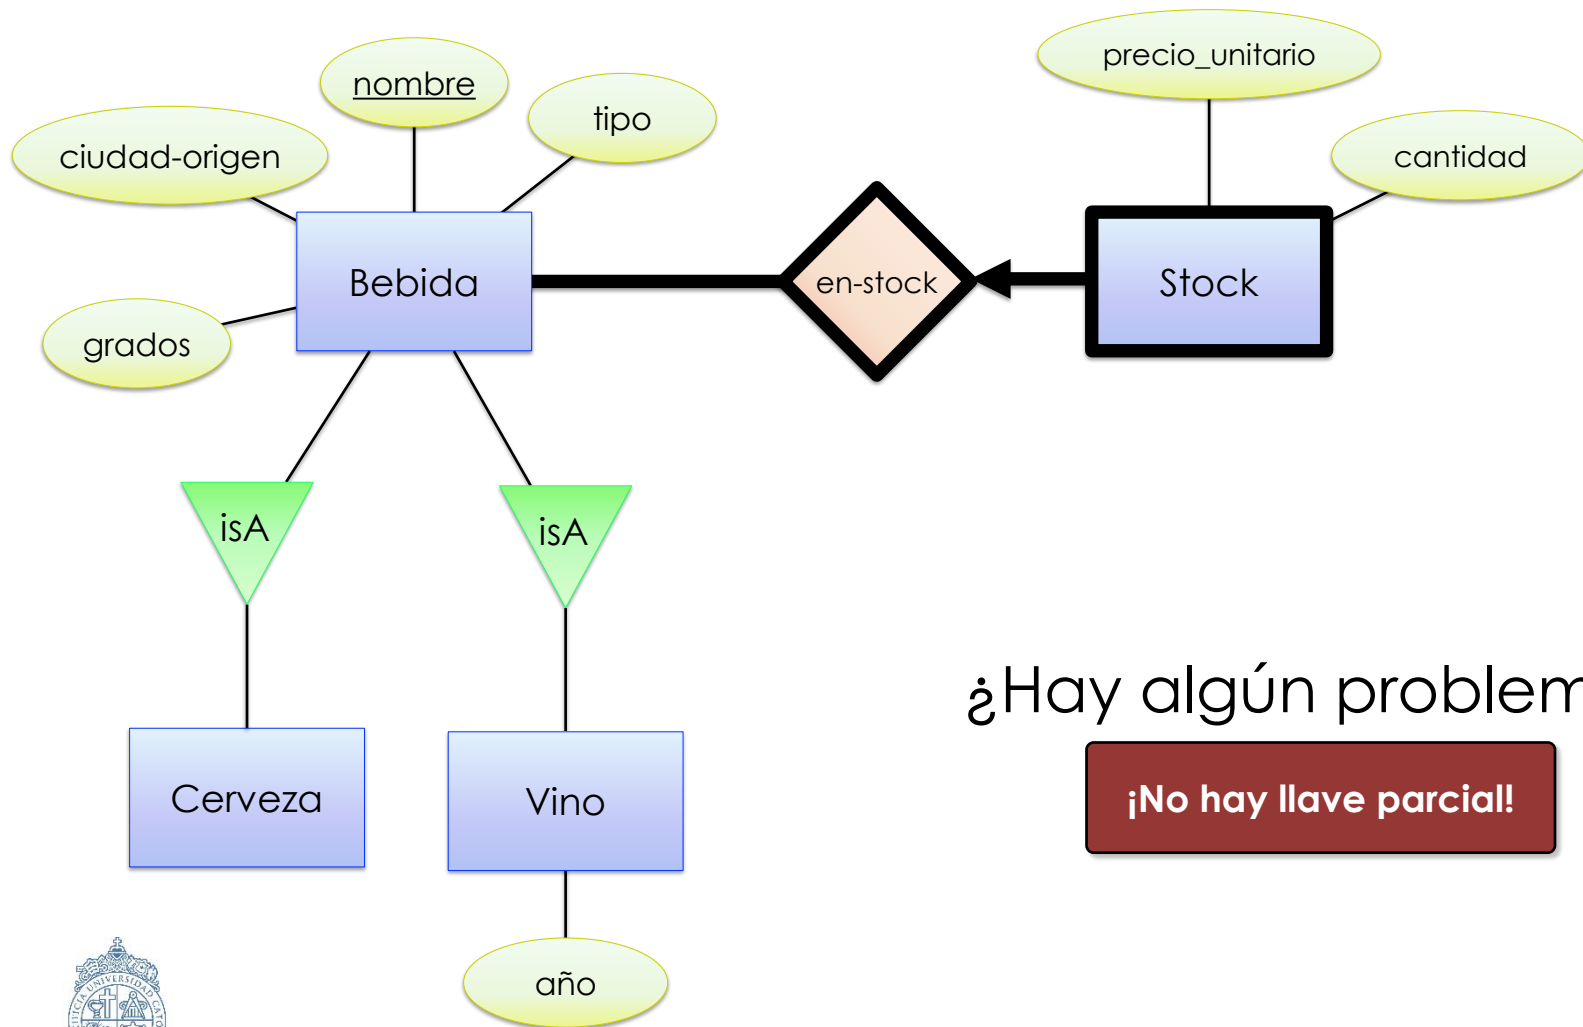 precio_unitario
nombre
tipo
ciudad-origen
cantidad
Bebida
en-stock
Stock
grados
isA
isA
¿Hay algún problem
Cerveza
Vino
¡No hay llave parcial!
año